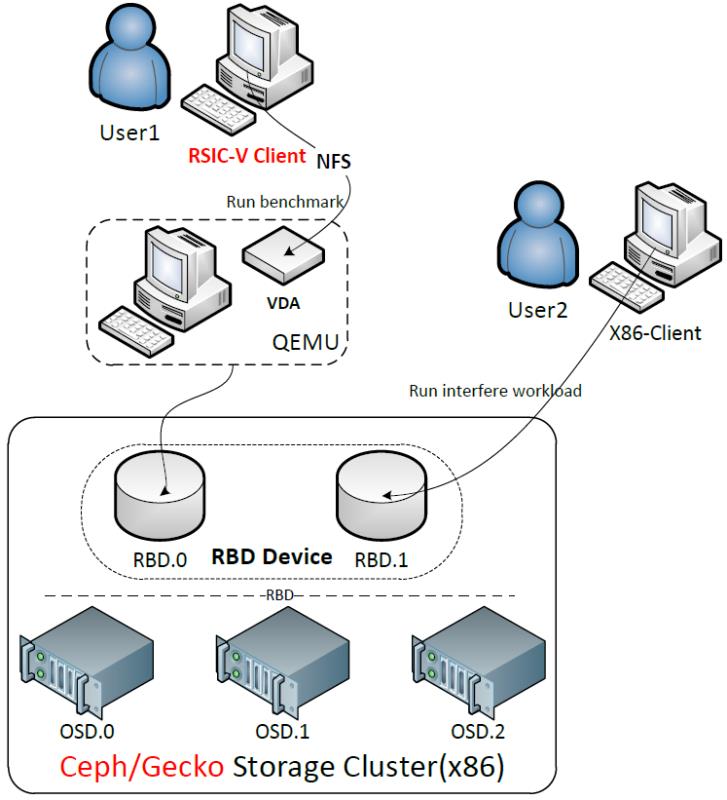 User1
RSIC-V Client
NFS
Run benchmark
VDA
QEMU
User2
X86-Client
Run interfere workload
RBD.0
RBD Device
RBD.1
RBD
OSD.0
OSD.1
OSD.2
Ceph/Gecko Storage Cluster(x86)